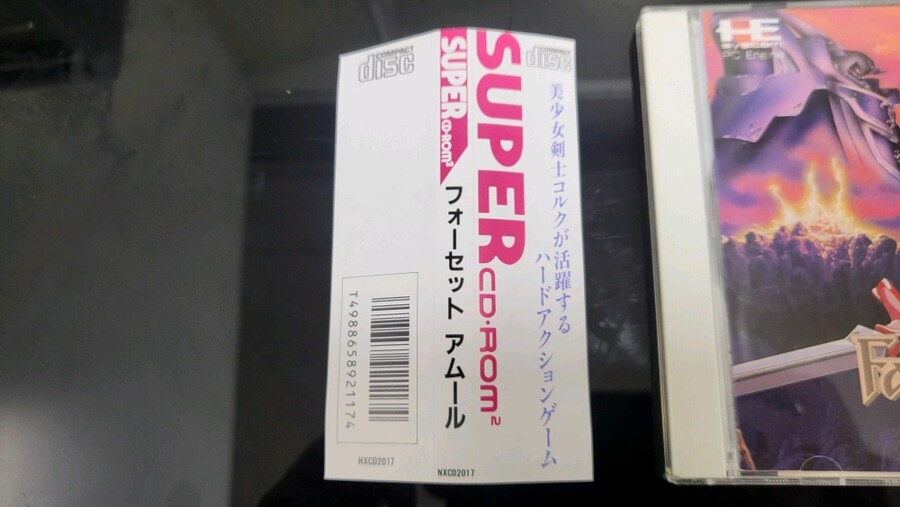 COMPACT
disc
T4988658921174
NXCD2017
SUPER CD-ROM²
フォーセット アムール
NXCD2017
SUPER
CD・ROM²
COMPACT
disc
美少女剣士コルクが活躍する
ハードアクションゲーム
HE
system
PC Engine